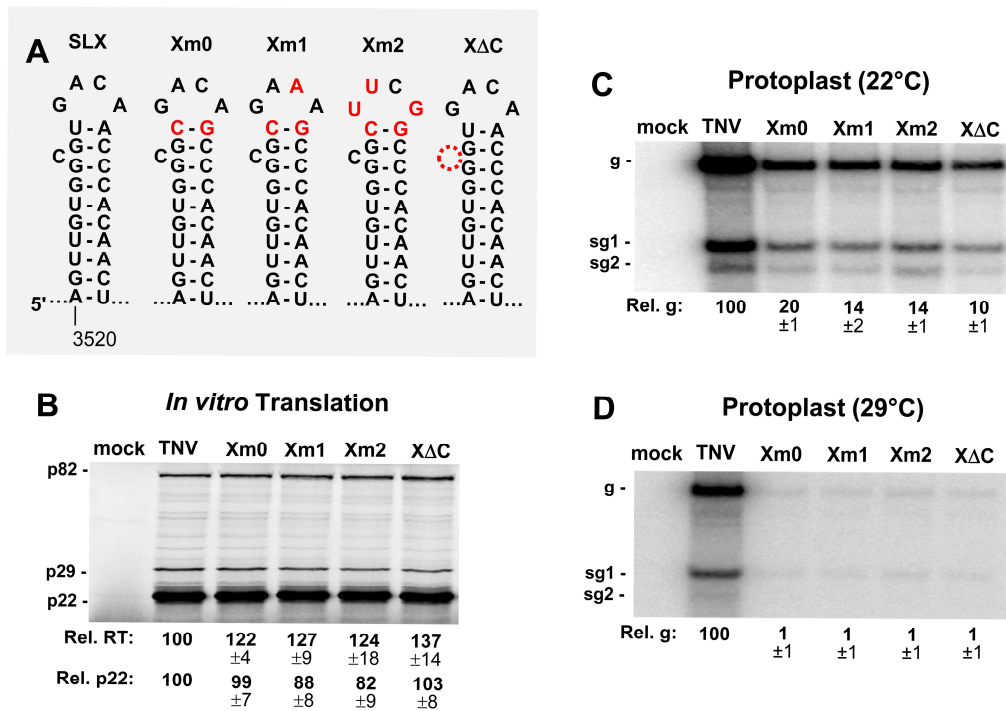 A
SLX Xm0 Xm1 Xm2 XΔC
A C A C A A U C A C
G A G A G A U G G A
U-A C-G C-G C-G U-A
G-C G-C G-C G-C G-C
C C C C
G-C G-C G-C G-C G-C
G-C G-C G-C G-C G-C
U-A U-A U-A U-A U-A
G-C G-C G-C G-C G-C
U-A U-A U-A U-A U-A
U-A U-A U-A U-A U-A
G-C G-C G-C G-C G-C
5' ...A-U... ...A-U... ...A-U... ...A-U... ...A-U...
3520
B
In vitro Translation
mock TNV Xm0 Xm1 Xm2 XΔC
p82 -
p29 -
p22 -
Rel. RT: 100 122 127 124 137
±4 ±9 ±18 ±14
Rel. p22: 100 99 88 82 103
±7 ±8 ±9 ±8
C
Protoplast (22°C)
mock TNV Xm0 Xm1 Xm2 XΔC
g -
sg1 -
sg2 -
Rel. g: 100 20 14 14 10
±1 ±2 ±1 ±1
D
Protoplast (29°C)
mock TNV Xm0 Xm1 Xm2 XΔC
g -
sg1 -
sg2 -
Rel. g: 100 1 1 1 1
±1 ±1 ±1 ±1